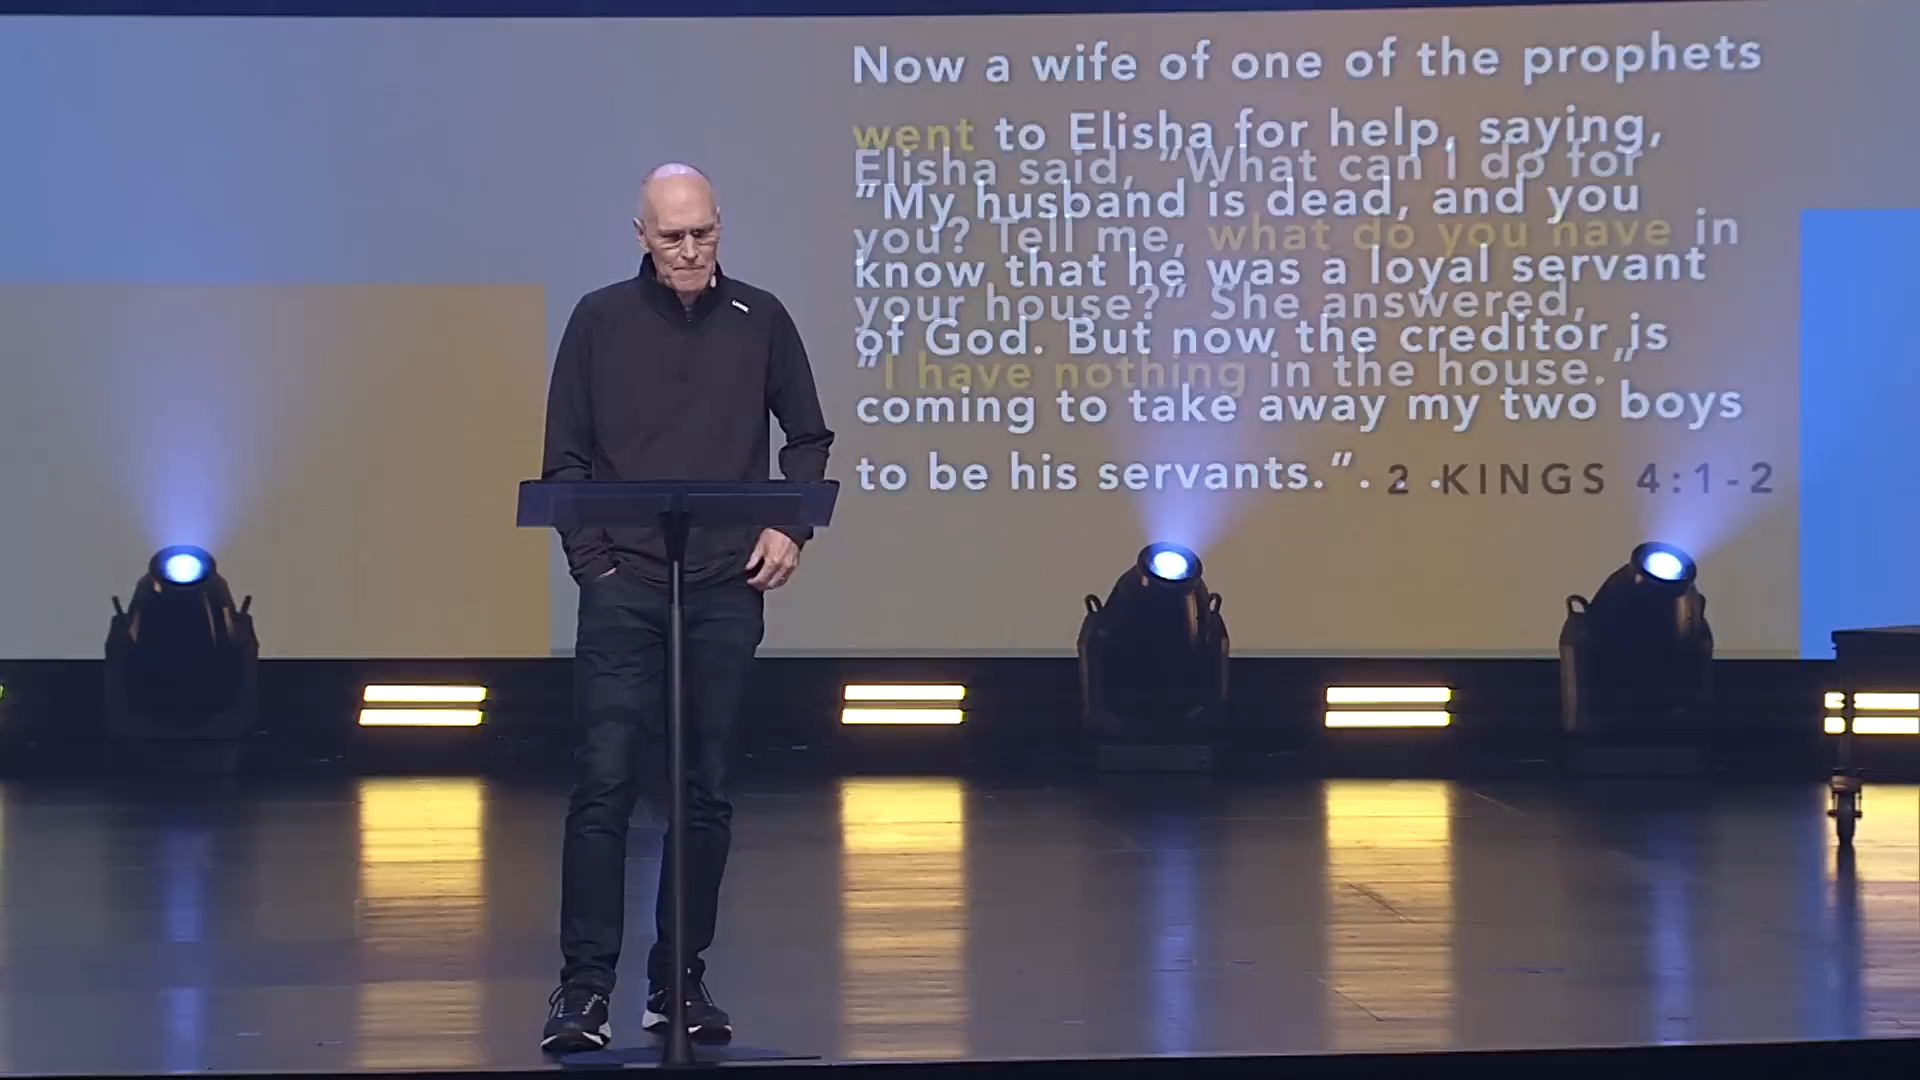 Now a wife of one of the prophets
went to Elisha for help, saying,
"My husband is dead, and you
know that he was a loyal servant
of God. But now the creditor is
coming to take away my two boys
to be his servants.". . .
Elisha said, "What can I do for
you? Tell me, what do you have in
your house?" She answered,
"I have nothing in the house."
2 KINGS 4:1-2